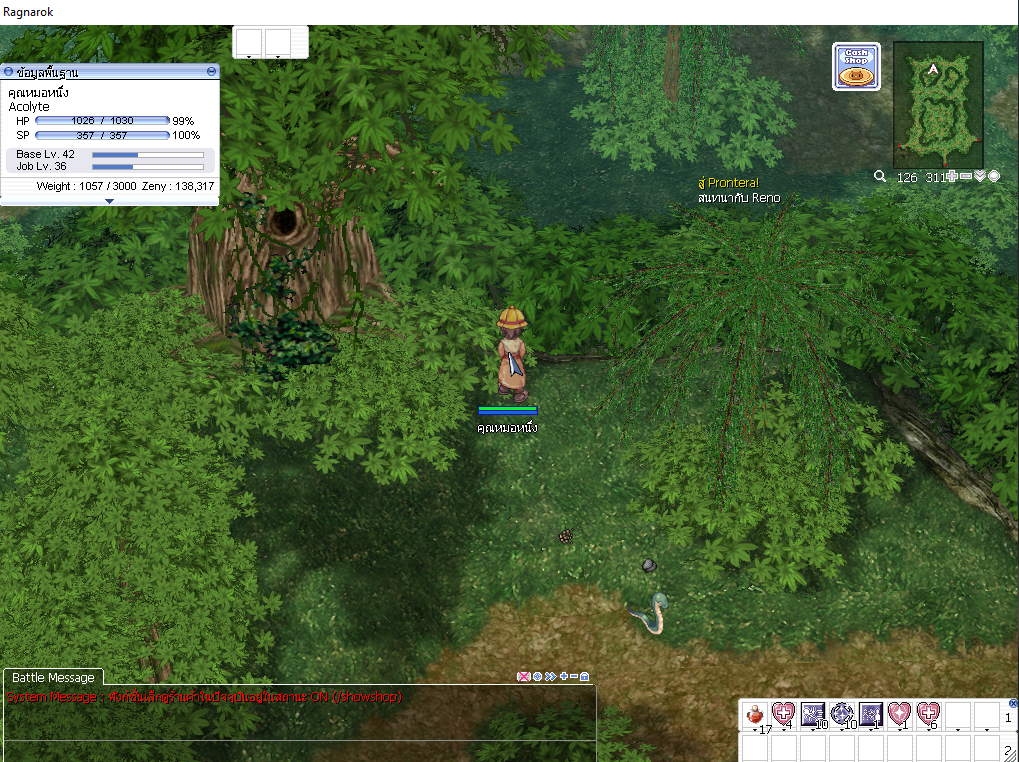 Ragnarok
ข้อมูลพื้นฐาน
คุณหมอหนึ่ง
Acolyte
HP 1026 / 1030 99%
SP 357 / 357 100%
Base Lv. 42
Job Lv. 36
Weight : 1057 / 3000 Zeny : 138,317
Cash Shop
126 311
สู่ Prontera!
สนทนากับ Reno
คุณหมอหนึ่ง
Battle Message
System Message : ON (/showshop)
17 4 10 10 1 1 6
1
2